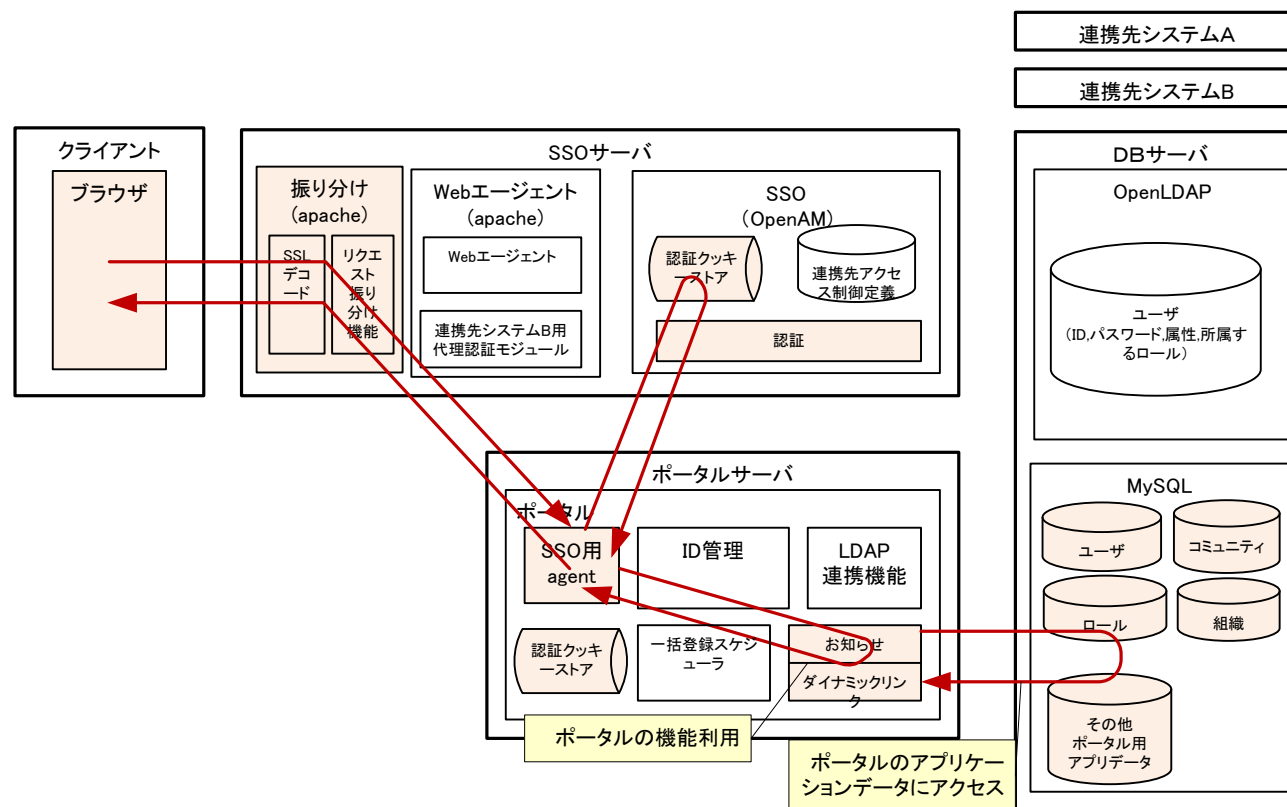 連携先システムA
連携先システムB
クライアント
ブラウザ
SSOサーバ
振り分け
(apache)
SSL
デコ
ード
リクエ
スト
振り
分け
機能
Webエージェント
(apache)
Webエージェント
連携先システムB用
代理認証モジュール
SSO
(OpenAM)
認証クッキ
ーストア
連携先アクセ
ス制御定義
認証
DBサーバ
OpenLDAP
ユーザ
(ID,パスワード,属性,所属す
るロール)
ポータルサーバ
ポータル
SSO用
agent
ID管理
LDAP
連携機能
認証クッキ
ーストア
一括登録スケジ
ューラ
お知らせ
ダイナミックリン
ク
ポータルの機能利用
ポータルのアプリケー
ションデータにアクセス
MySQL
ユーザ
コミュニティ
ロール
組織
その他
ポータル用
アプリデータ